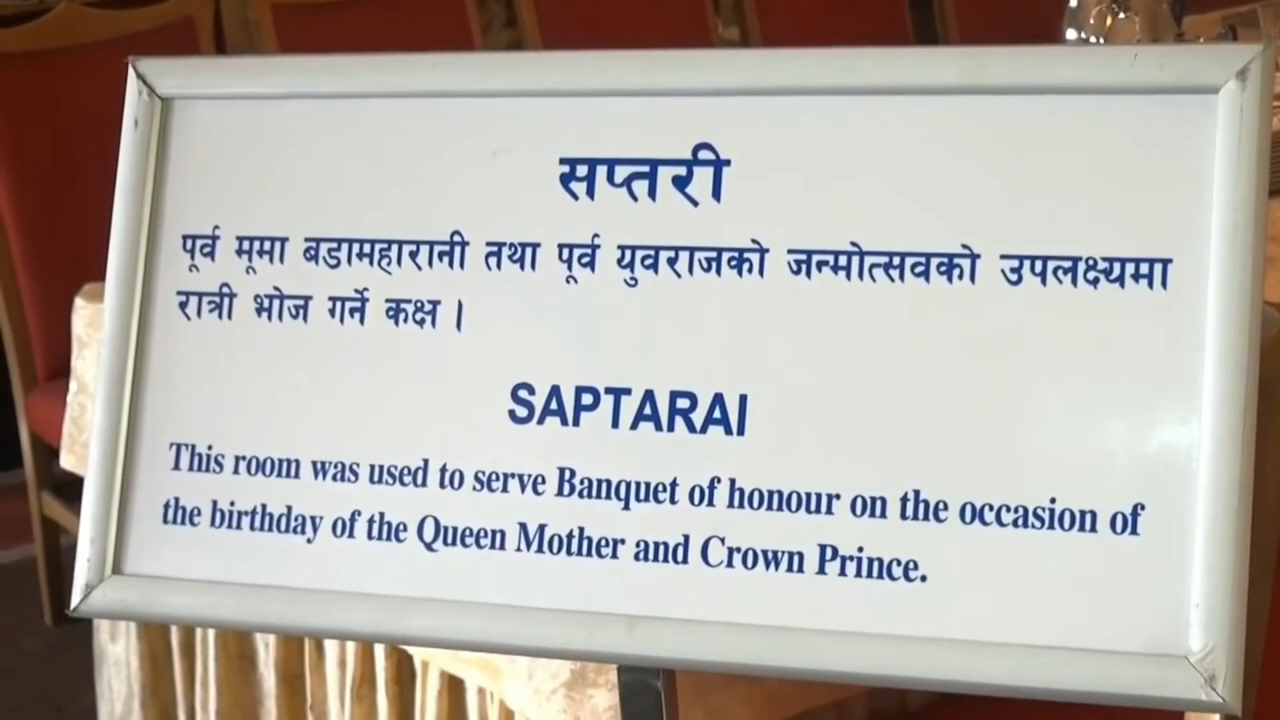 सप्तरी
पूर्व मूमा बडामहारानी तथा पूर्व युवराजको जन्मोत्सवको उपलक्ष्यमा
रात्री भोज गर्ने कक्ष ।
SAPTARAI
This room was used to serve Banquet of honour on the occasion of
the birthday of the Queen Mother and Crown Prince.